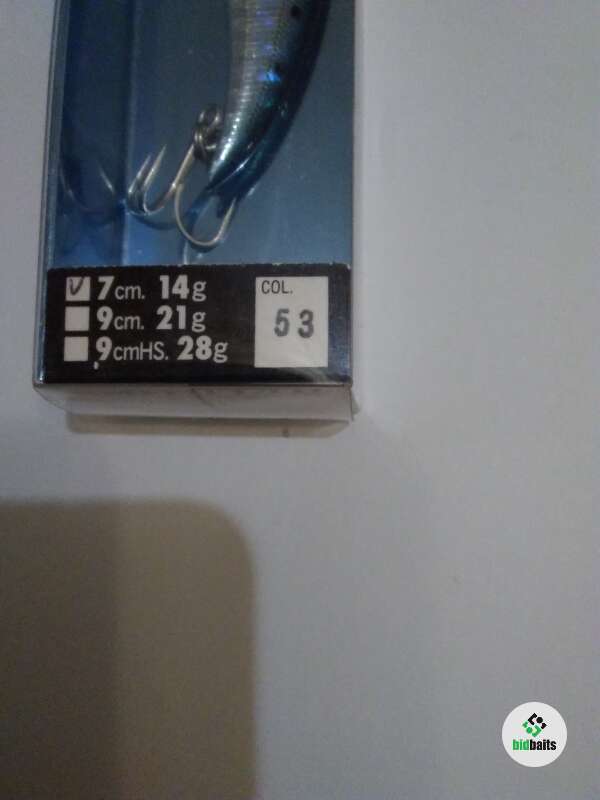 7cm. 14g
9cm. 21g
9cmHS. 28g
COL.
53
bidbaits